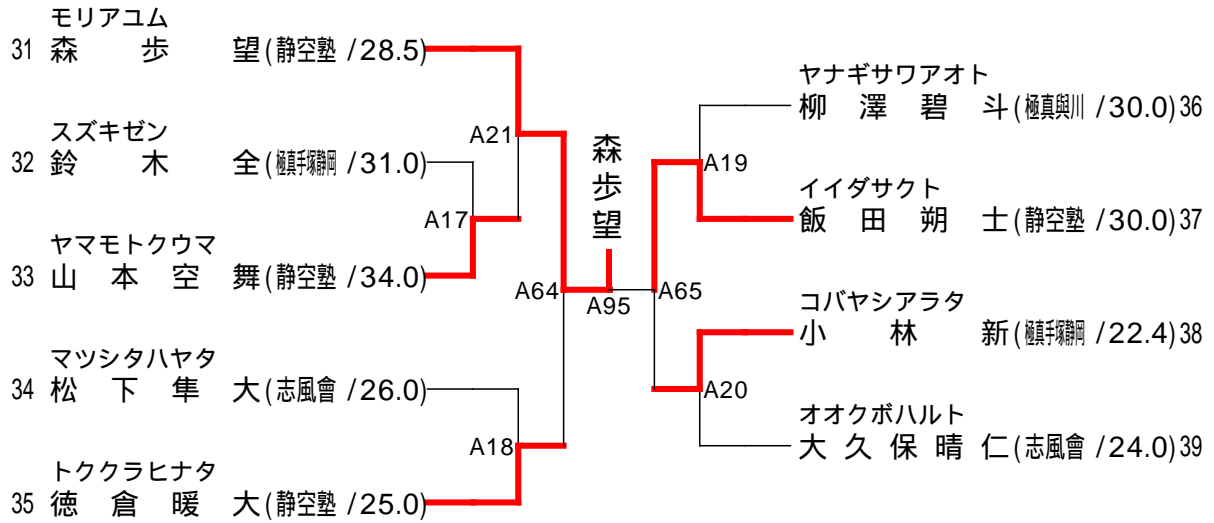 モリアユム
31 森 歩 望(静空塾 /28.5)
スズキゼン
32 鈴 木 全(極真手塚静岡 /31.0)
ヤマモトクウマ
33 山 本 空 舞(静空塾 /34.0)
マツシタハヤタ
34 松 下 隼 大(志風會 /26.0)
トククラヒナタ
35 徳 倉 暖 大(静空塾 /25.0)
A21
A17
A64
A18
森歩望
A95
A19
A65
A20
ヤナギサワアオト
柳 澤 碧 斗(極真與川 /30.0)36
イイダサクト
飯 田 朔 士(静空塾 /30.0)37
コバヤシアラタ
小 林 新(極真手塚静岡 /22.4)38
オオクボハルト
大 久 保 晴 仁(志風會 /24.0)39